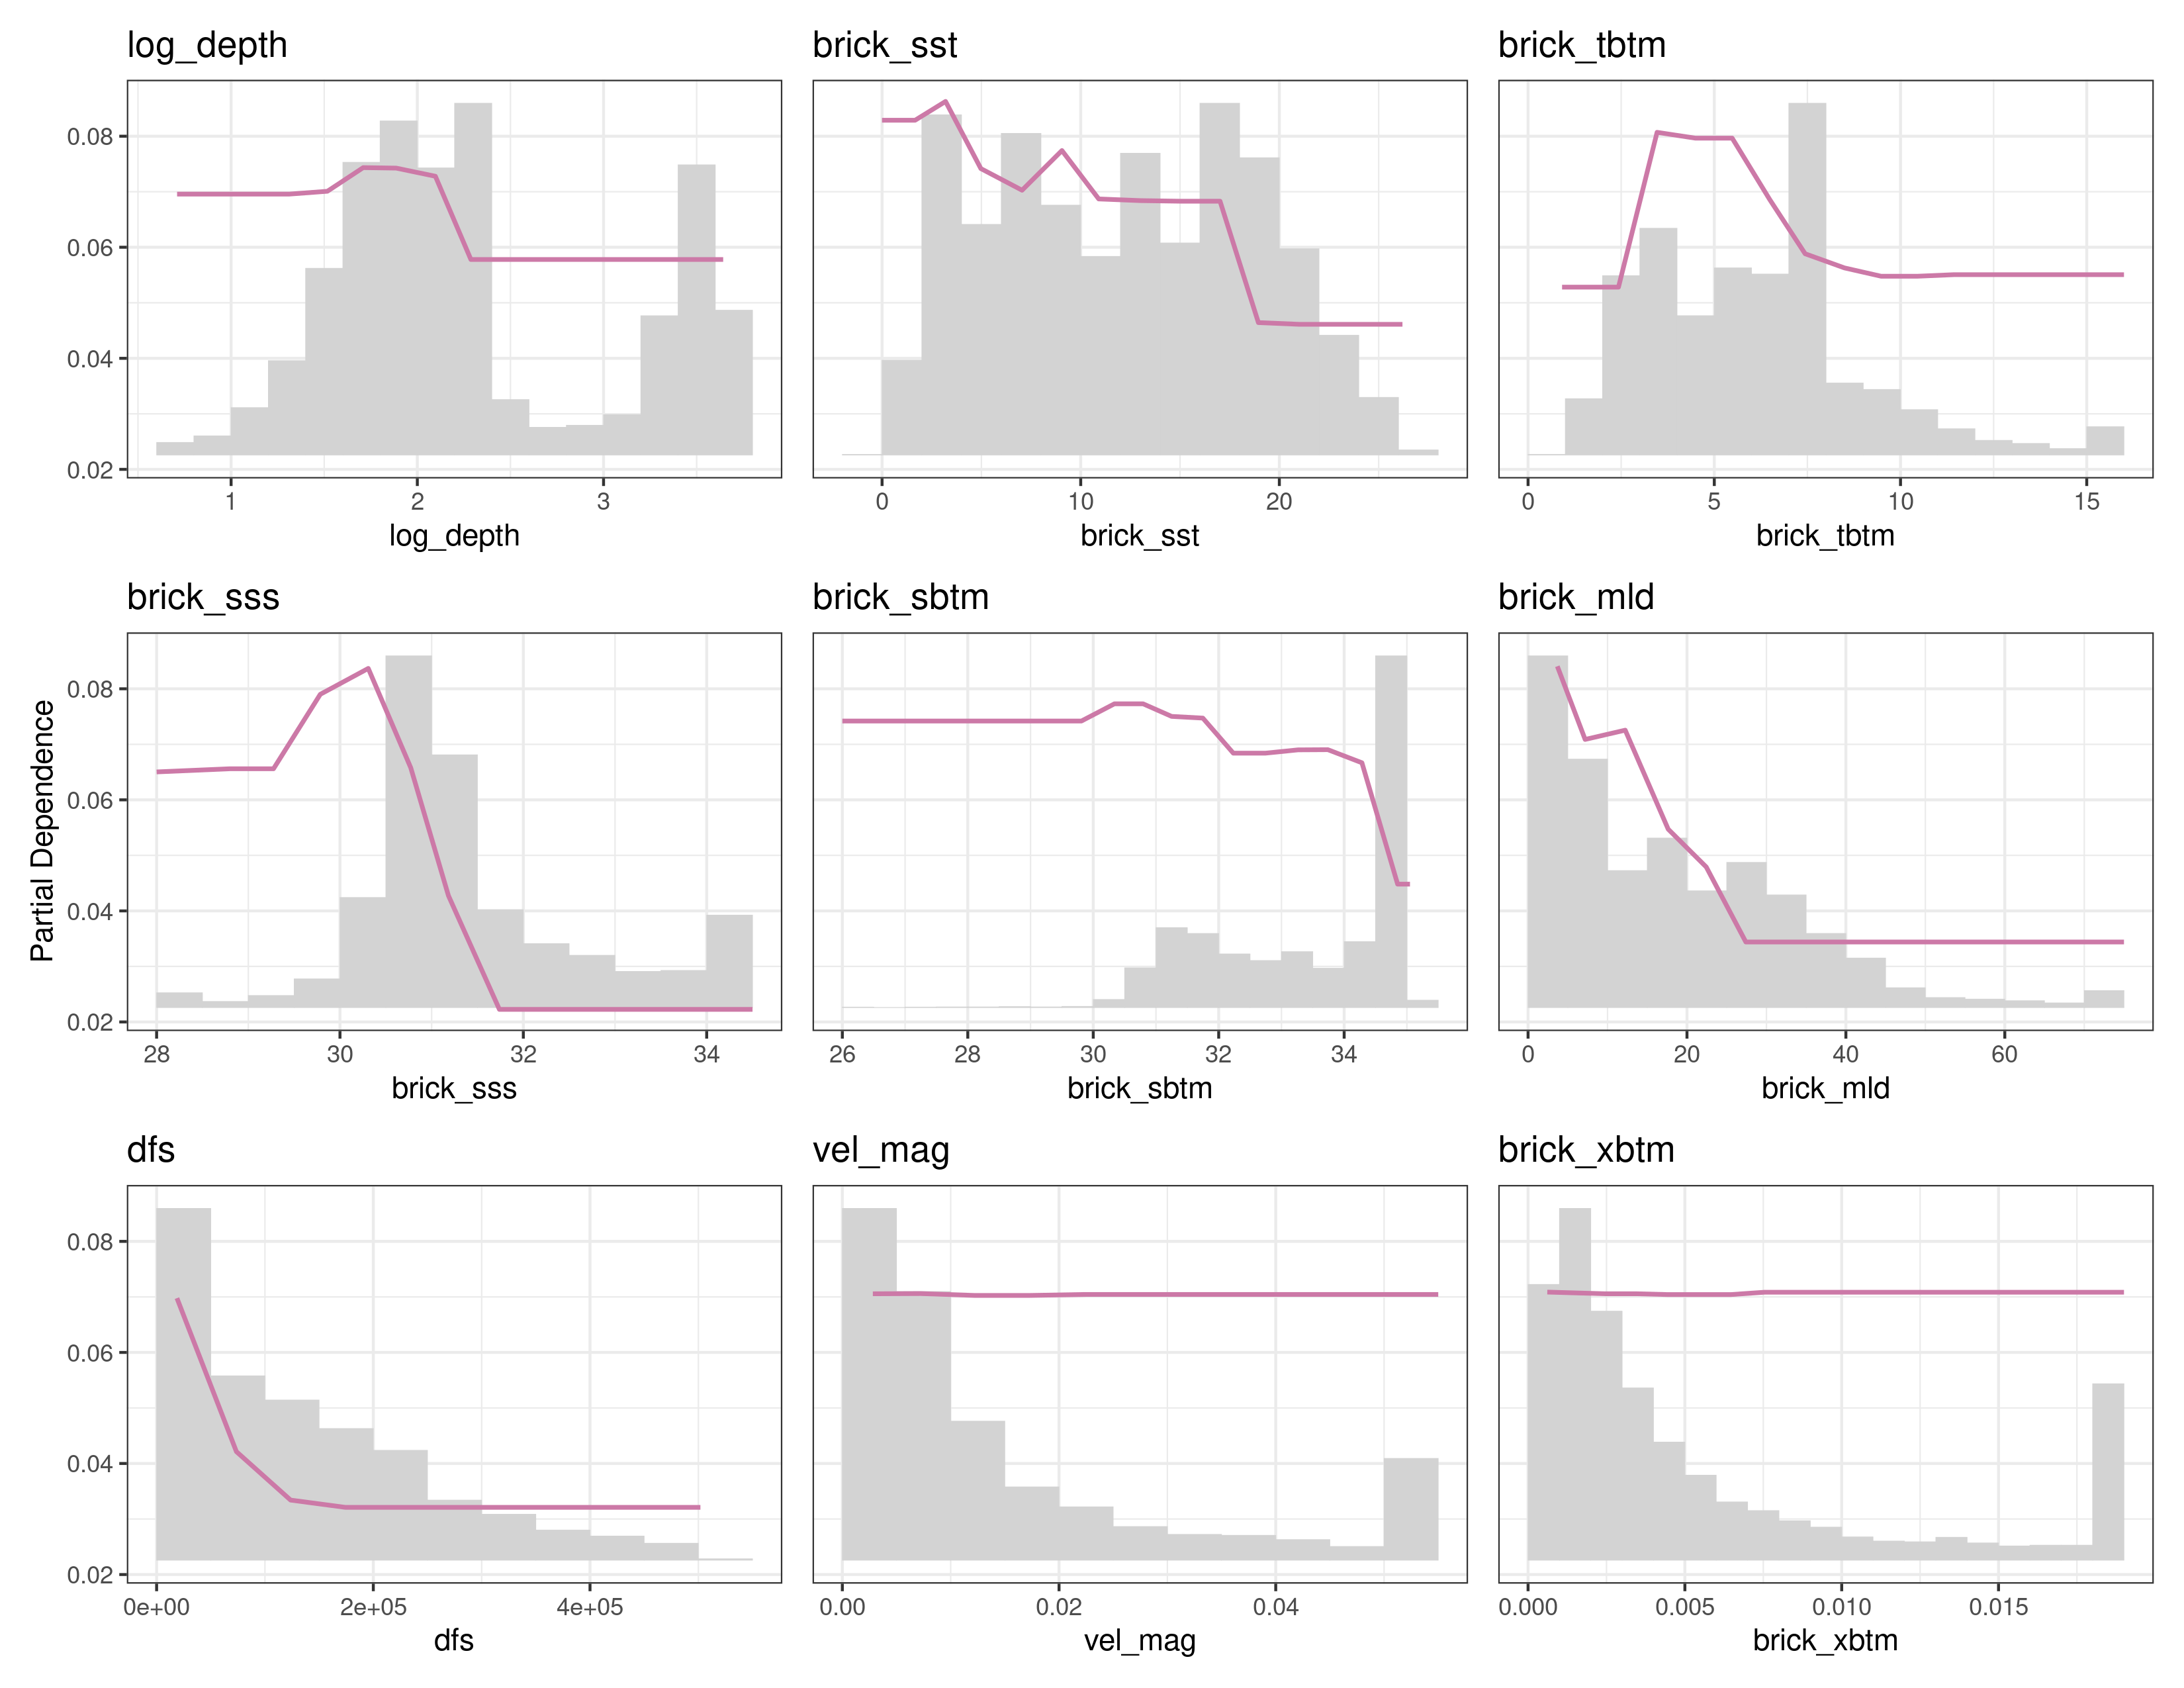 log_depth
brick_sst
brick_tbtm
0.08
0.06
0.04
0.02
1 2 3
0 10 20
0 5 10 15
log_depth
brick_sst
brick_tbtm
brick_sss
brick_sbtm
brick_mld
Partial Dependence
0.08
0.06
0.04
0.02
28 30 32 34
26 28 30 32 34
0 20 40 60
brick_sss
brick_sbtm
brick_mld
dfs
vel_mag
brick_xbtm
0.08
0.06
0.04
0.02
0e+00 2e+05 4e+05
0.00 0.02 0.04
0.000 0.005 0.010 0.015
dfs
vel_mag
brick_xbtm